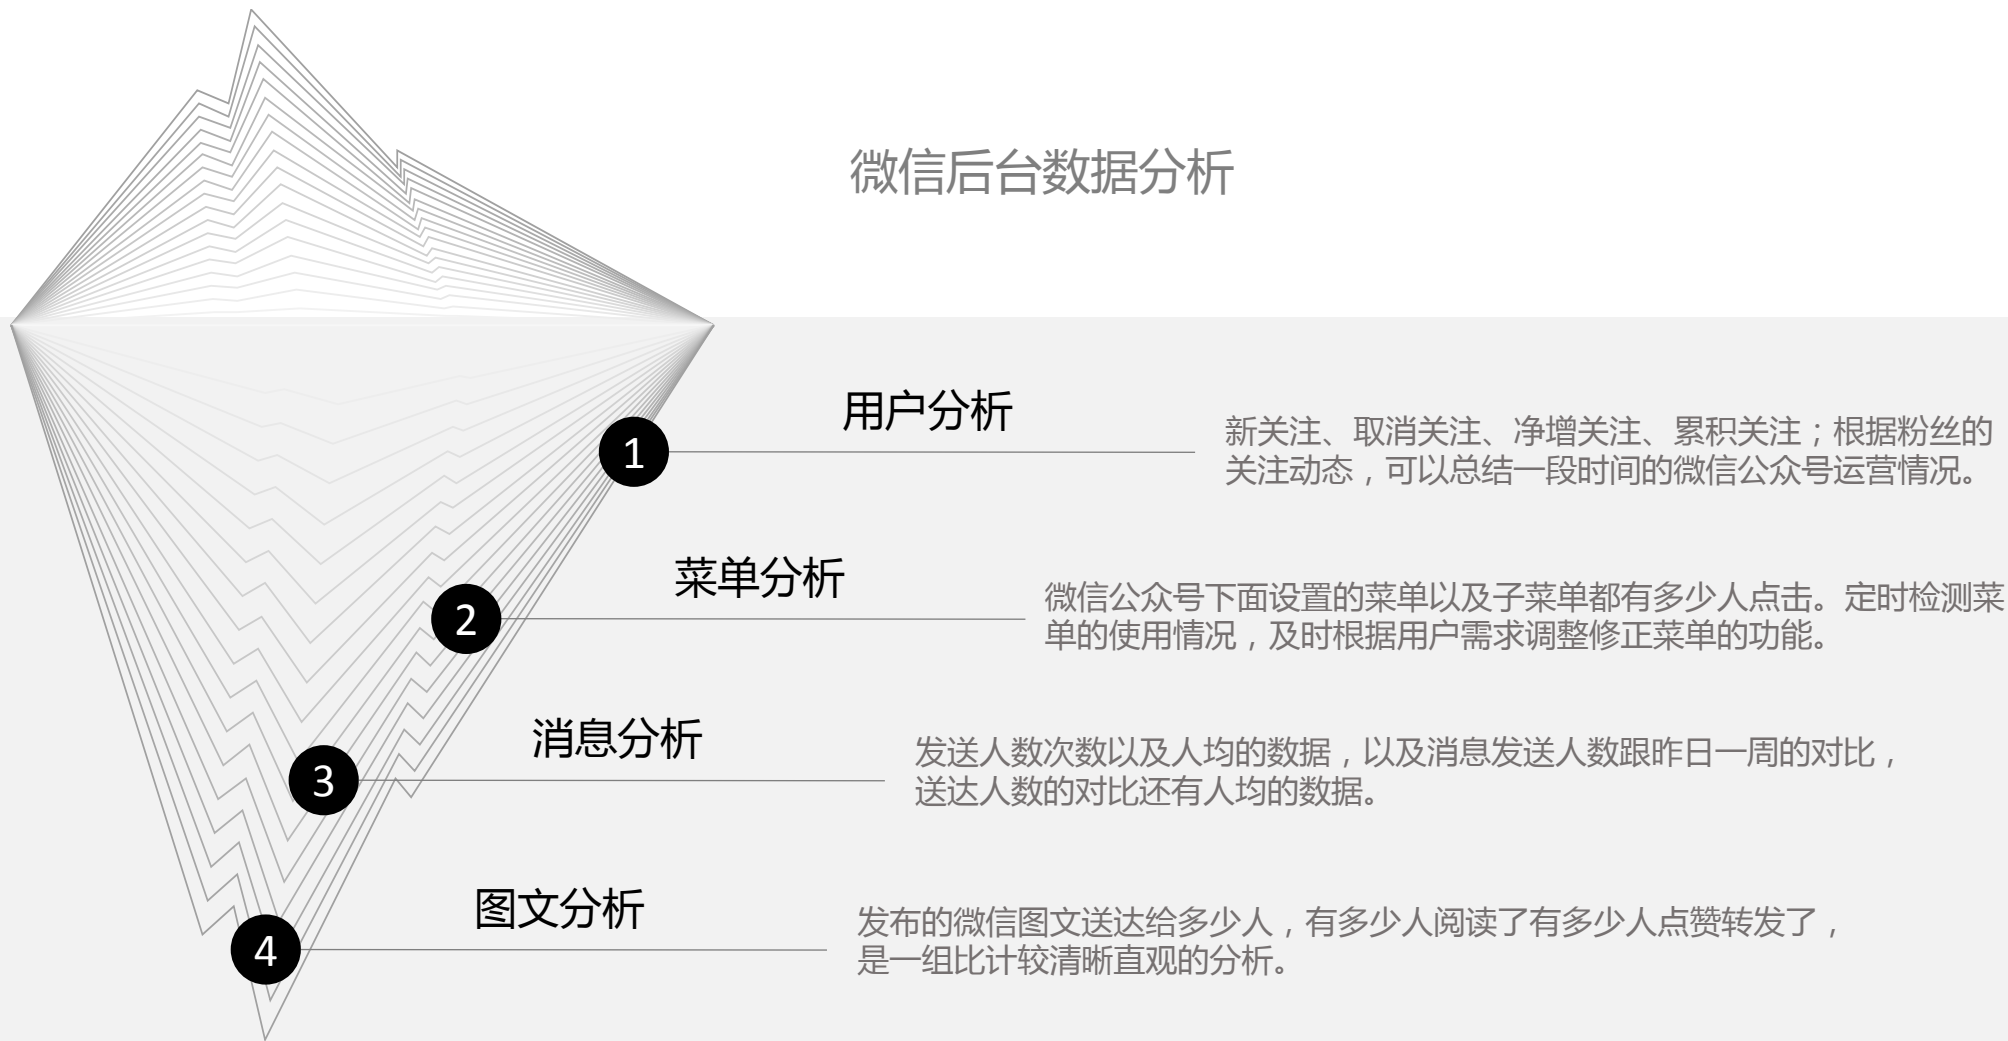 微信后台数据分析
用户分析
1
新关注、取消关注、净增关注、累积关注；根据粉丝的
关注动态，可以总结一段时间的微信公众号运营情况。
菜单分析
2
微信公众号下面设置的菜单以及子菜单都有多少人点击。定时检测菜
单的使用情况，及时根据用户需求调整修正菜单的功能。
消息分析
3
发送人数次数以及人均的数据，以及消息发送人数跟昨日一周的对比，
送达人数的对比还有人均的数据。
图文分析
4
发布的微信图文送达给多少人，有多少人阅读了有多少人点赞转发了，
是一组比计较清晰直观的分析。